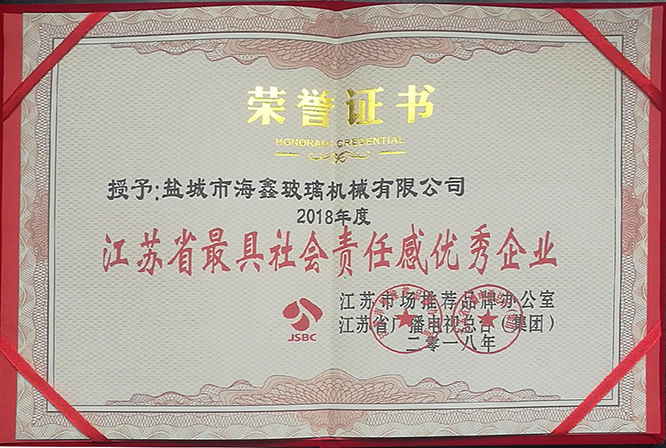 荣誉证书
HONORARY CREDENTIAL
授予:盐城市海鑫玻璃机械有限公司
2018年度
江苏省最具社会责任感优秀企业
JSBC
江苏市场推荐品牌办公室
江苏省广播电视总台(集团)
二零一八年